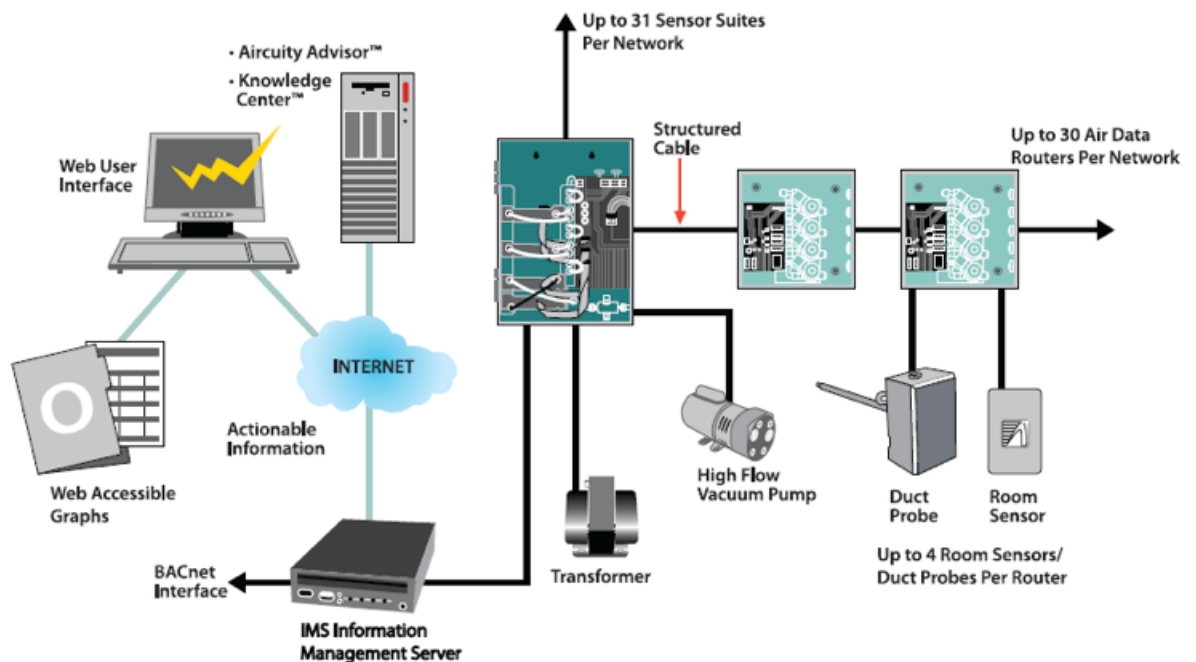 Up to 31 Sensor Suites
Per Network
• Aircuity Advisor™
• Knowledge
Center™
Structured
Cable
Up to 30 Air Data
Routers Per Network
Web User
Interface
INTERNET
Actionable
Information
Web Accessible
Graphs
High Flow
Vacuum Pump
Duct
Probe
Room
Sensor
Transformer
Up to 4 Room Sensors/
Duct Probes Per Router
BACnet
Interface
IMS Information
Management Server